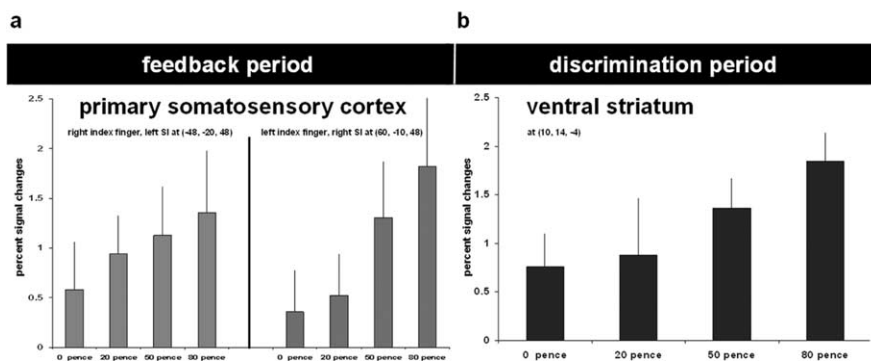 a
feedback period
primary somatosensory cortex
right index finger, left SI at (-48, -20, 48)
left index finger, right SI at (60, -10, 48)
percent signal changes
2.5
2
1.5
1
0.5
0
0 pence 20 pence 50 pence 80 pence
0 pence 20 pence 50 pence 80 pence
b
discrimination period
ventral striatum
at (10, 14, -4)
percent signal changes
2.5
2
1.5
1
0.5
0
0 pence 20 pence 50 pence 80 pence